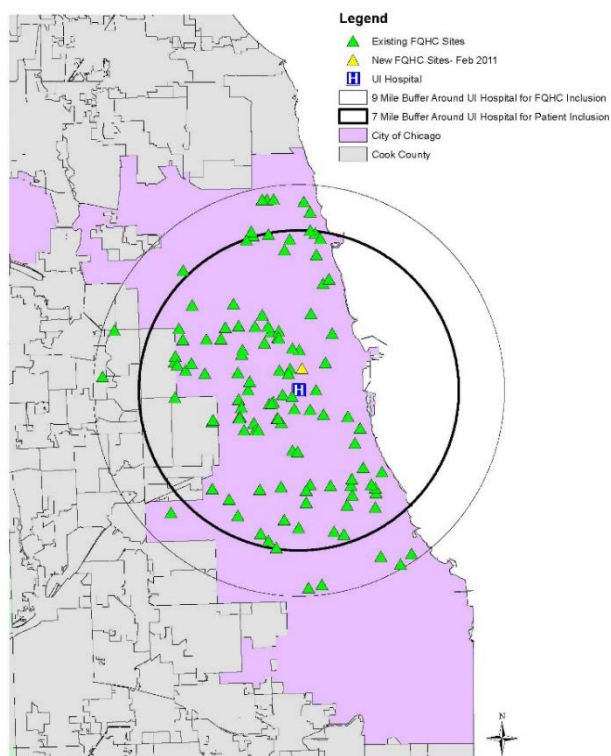 Legend
Existing FQHC Sites
New FQHC Sites- Feb 2011
H UI Hospital
9 Mile Buffer Around UI Hospital for FQHC Inclusion
7 Mile Buffer Around UI Hospital for Patient Inclusion
City of Chicago
Cook County
H
N